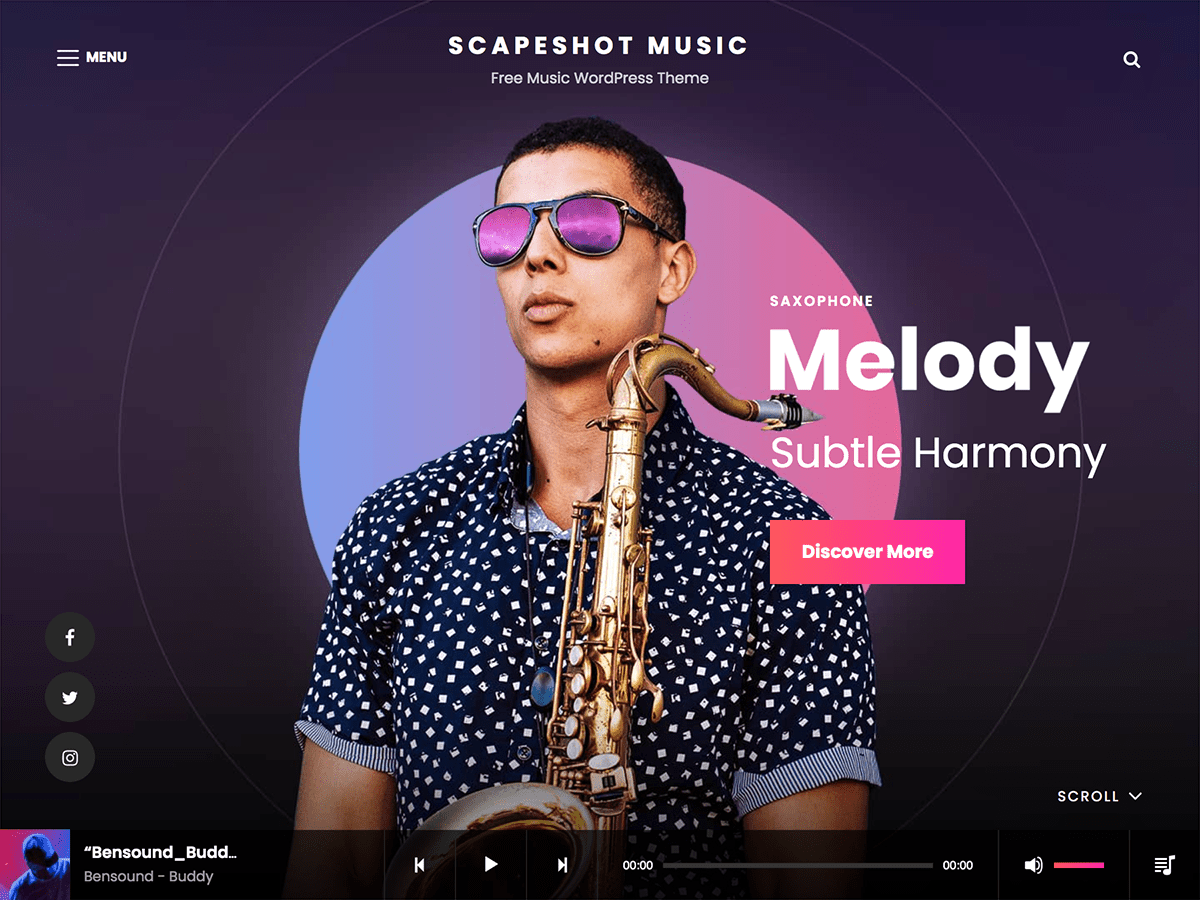 MENU
SCAPESHOT MUSIC
Free Music WordPress Theme
SAXOPHONE
Melody
Subtle Harmony
Discover More
SCROLL
“Bensound_Budd…
Bensound - Buddy
00:00
00:00